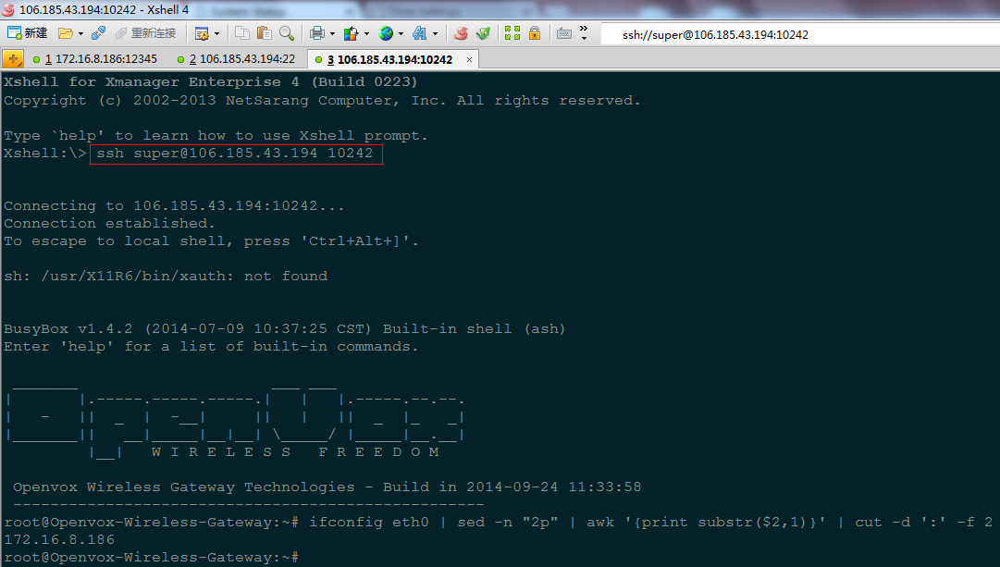 106.185.43.194:10242 - Xshell 4
新建 重新连接 ssh://super@106.185.43.194:10242
1 172.16.8.186:12345 2 106.185.43.194:22 3 106.185.43.194:10242 ×
Xshell for Xmanager Enterprise 4 (Build 0223)
Copyright (c) 2002-2013 NetSarang Computer, Inc. All rights reserved.
Type `help' to learn how to use Xshell prompt.
Xshell:\> ssh super@106.185.43.194 10242
Connecting to 106.185.43.194:10242...
Connection established.
To escape to local shell, press 'Ctrl+Alt+]'.
sh: /usr/X11R6/bin/xauth: not found
BusyBox v1.4.2 (2014-07-09 10:37:25 CST) Built-in shell (ash)
Enter 'help' for a list of built-in commands.
OpenVox
W I R E L E S S   F R E E D O M
Openvox Wireless Gateway Technologies - Build in 2014-09-24 11:33:58
---------------------------------------------------
root@Openvox-Wireless-Gateway:~# ifconfig eth0 | sed -n "2p" | awk '{print substr($2,1)}' | cut -d ':' -f 2
172.16.8.186
root@Openvox-Wireless-Gateway:~#